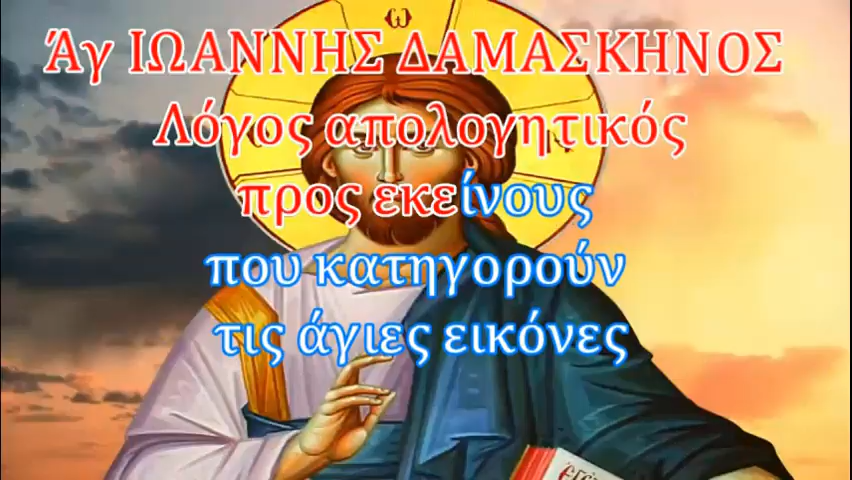 ω
Άγ ΙΩΑΝΝΗΣ ΔΑΜΑΣΚΗΝΟΣ
Λόγος απολογητικός
προς εκείνους
που κατηγορούν
τις άγιες εικόνες